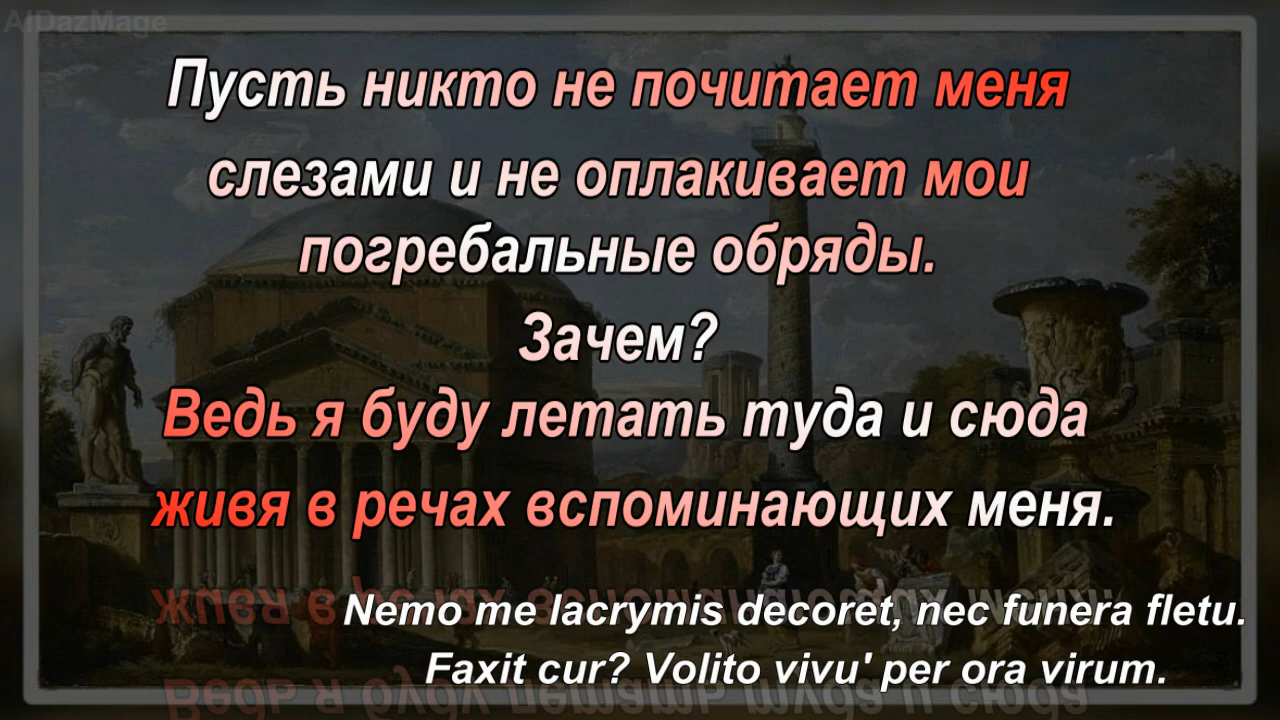 AlDazMage
Пусть никто не почитает меня
слезами и не оплакивает мои
погребальные обряды.
Зачем?
Ведь я буду летать туда и сюда
живя в речах вспоминающих меня.
Nemo me lacrymis decoret, nec funera fletu.
Faxit cur? Volito vivu' per ora virum.